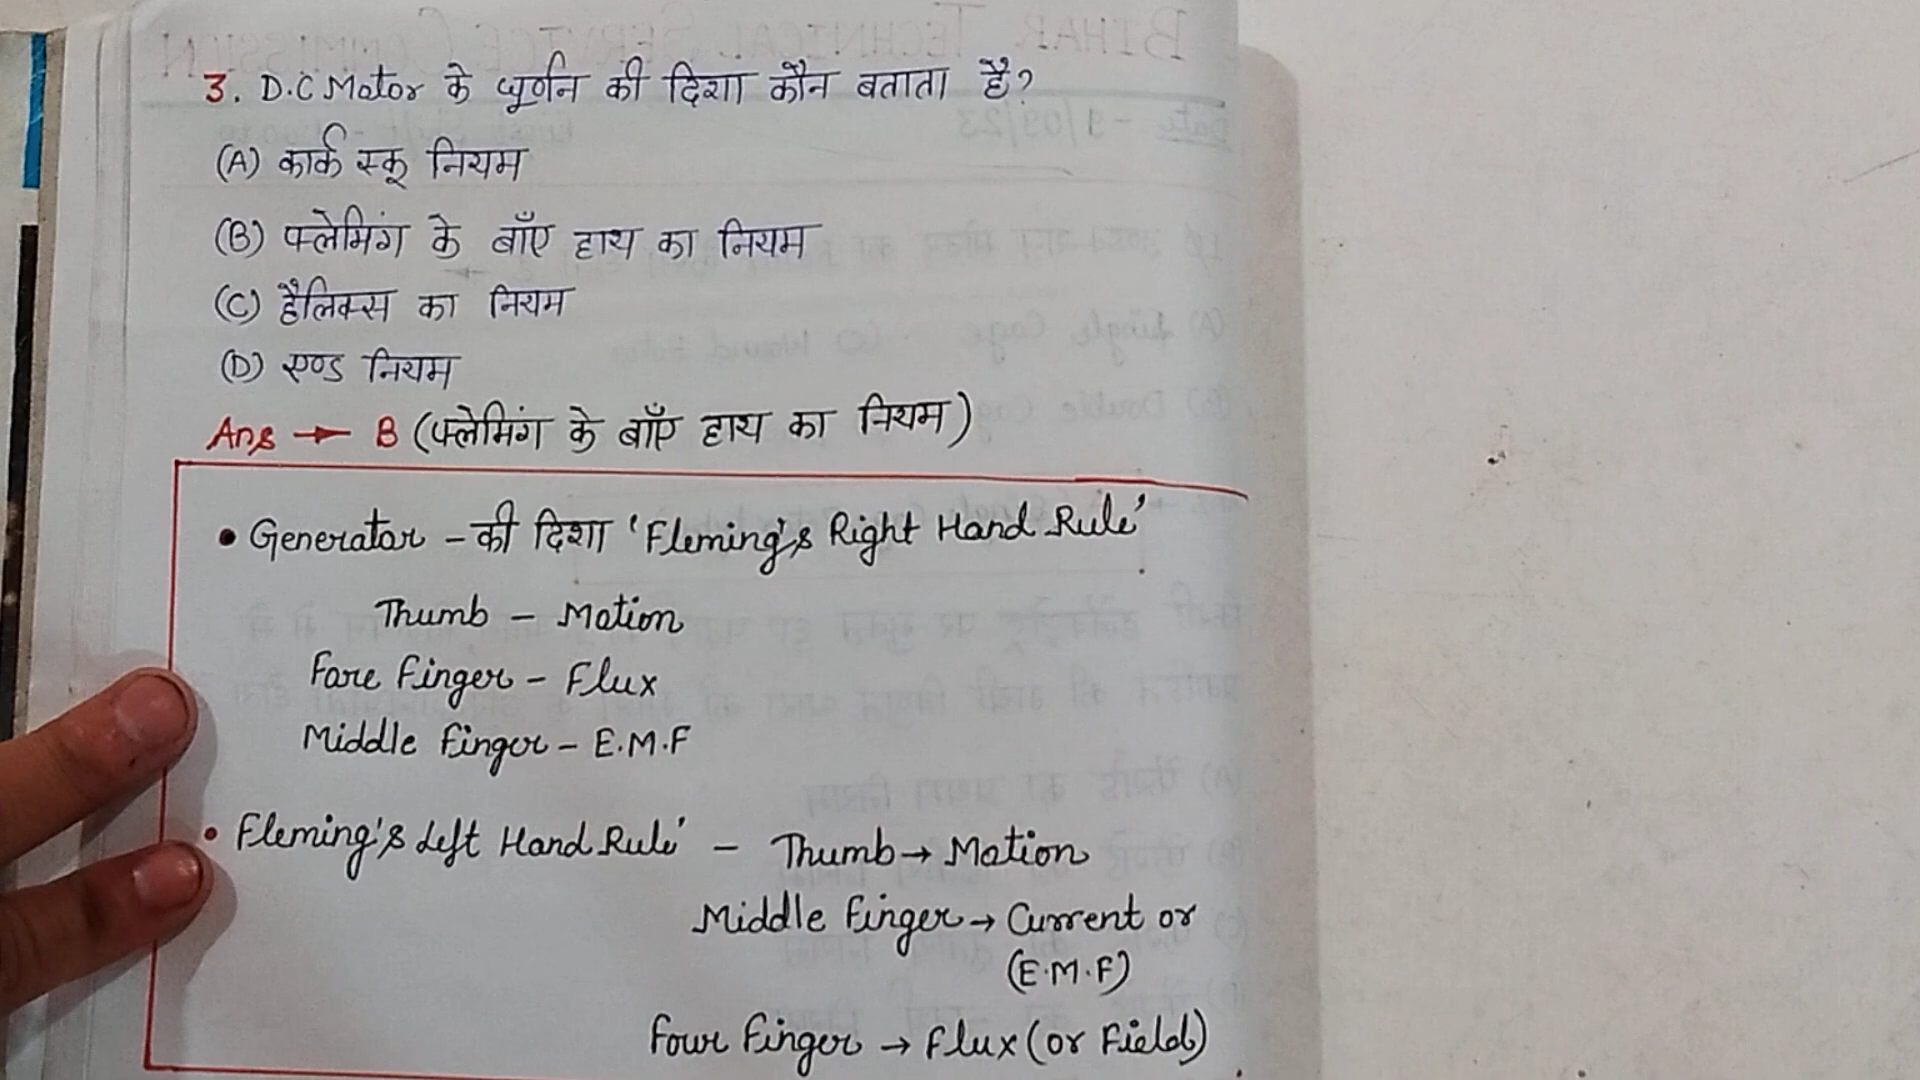 3. D.C Motor के घूर्णन की दिशा कौन बताता है?
(A) कार्क स्कू नियम
(B) फ्लेमिंग के बाँए हाथ का नियम
(C) हैलिक्स का नियम
(D) एण्ड नियम
Ans → B (फ्लेमिंग के बाँए हाथ का नियम)
• Generator - की दिशा 'Fleming's Right Hand Rule'
Thumb - Motion
Fore Finger - Flux
Middle Finger - E.M.F
• Fleming's Left Hand Rule' - Thumb → Motion
Middle Finger → Current or
(E.M.F)
Four Finger → Flux (or Field)